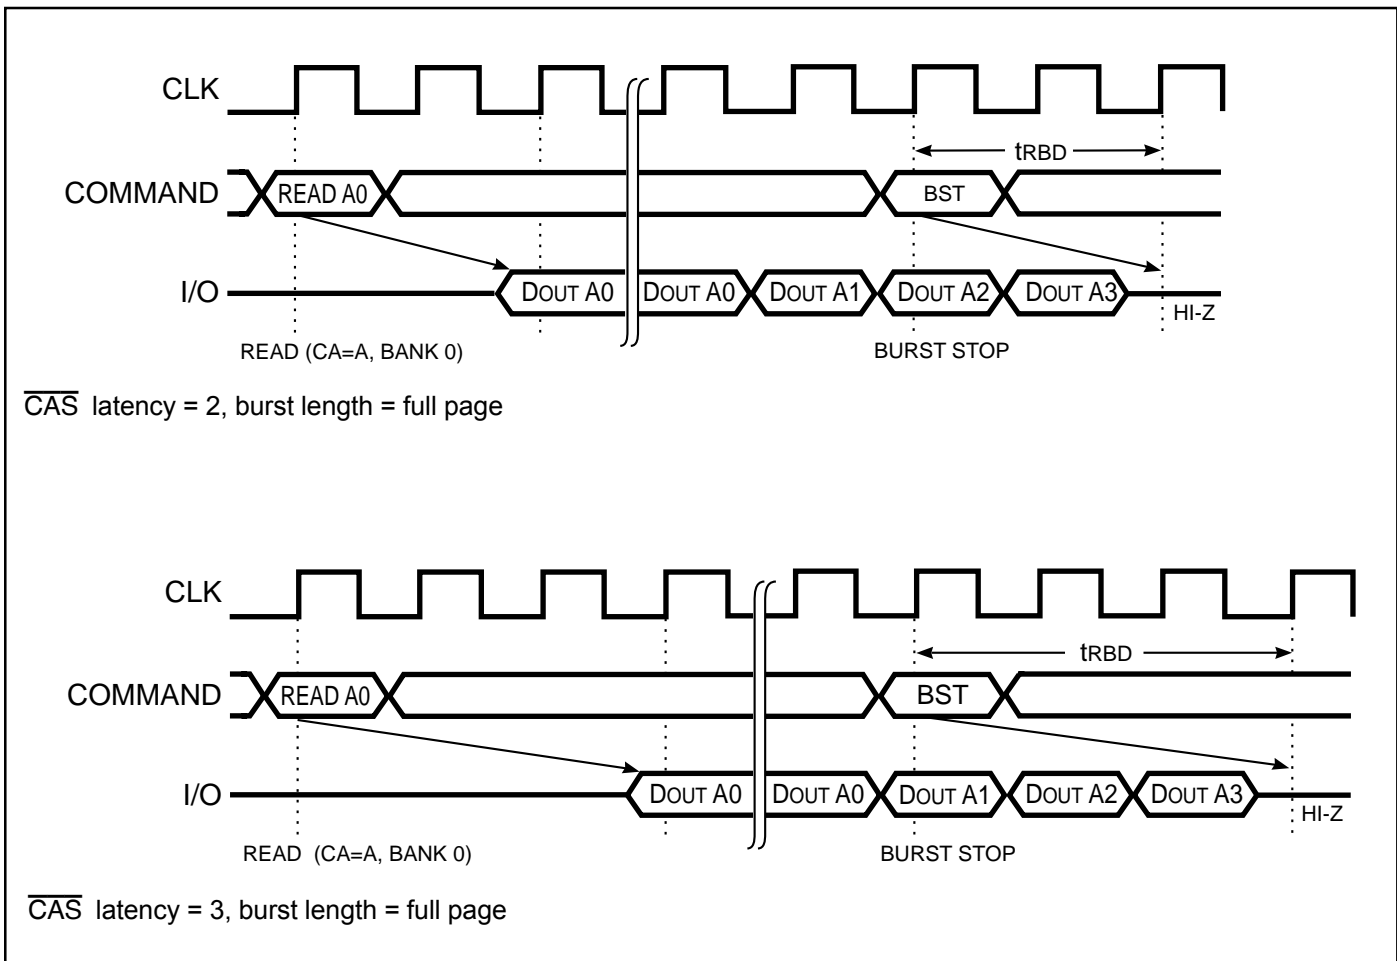 CLK
tRBD
COMMAND READ A0 BST
I/O DOUT A0 DOUT A0 DOUT A1 DOUT A2 DOUT A3 HI-Z
READ (CA=A, BANK 0) BURST STOP
CAS latency = 2, burst length = full page
CLK
tRBD
COMMAND READ A0 BST
I/O DOUT A0 DOUT A0 DOUT A1 DOUT A2 DOUT A3 HI-Z
READ (CA=A, BANK 0) BURST STOP
CAS latency = 3, burst length = full page